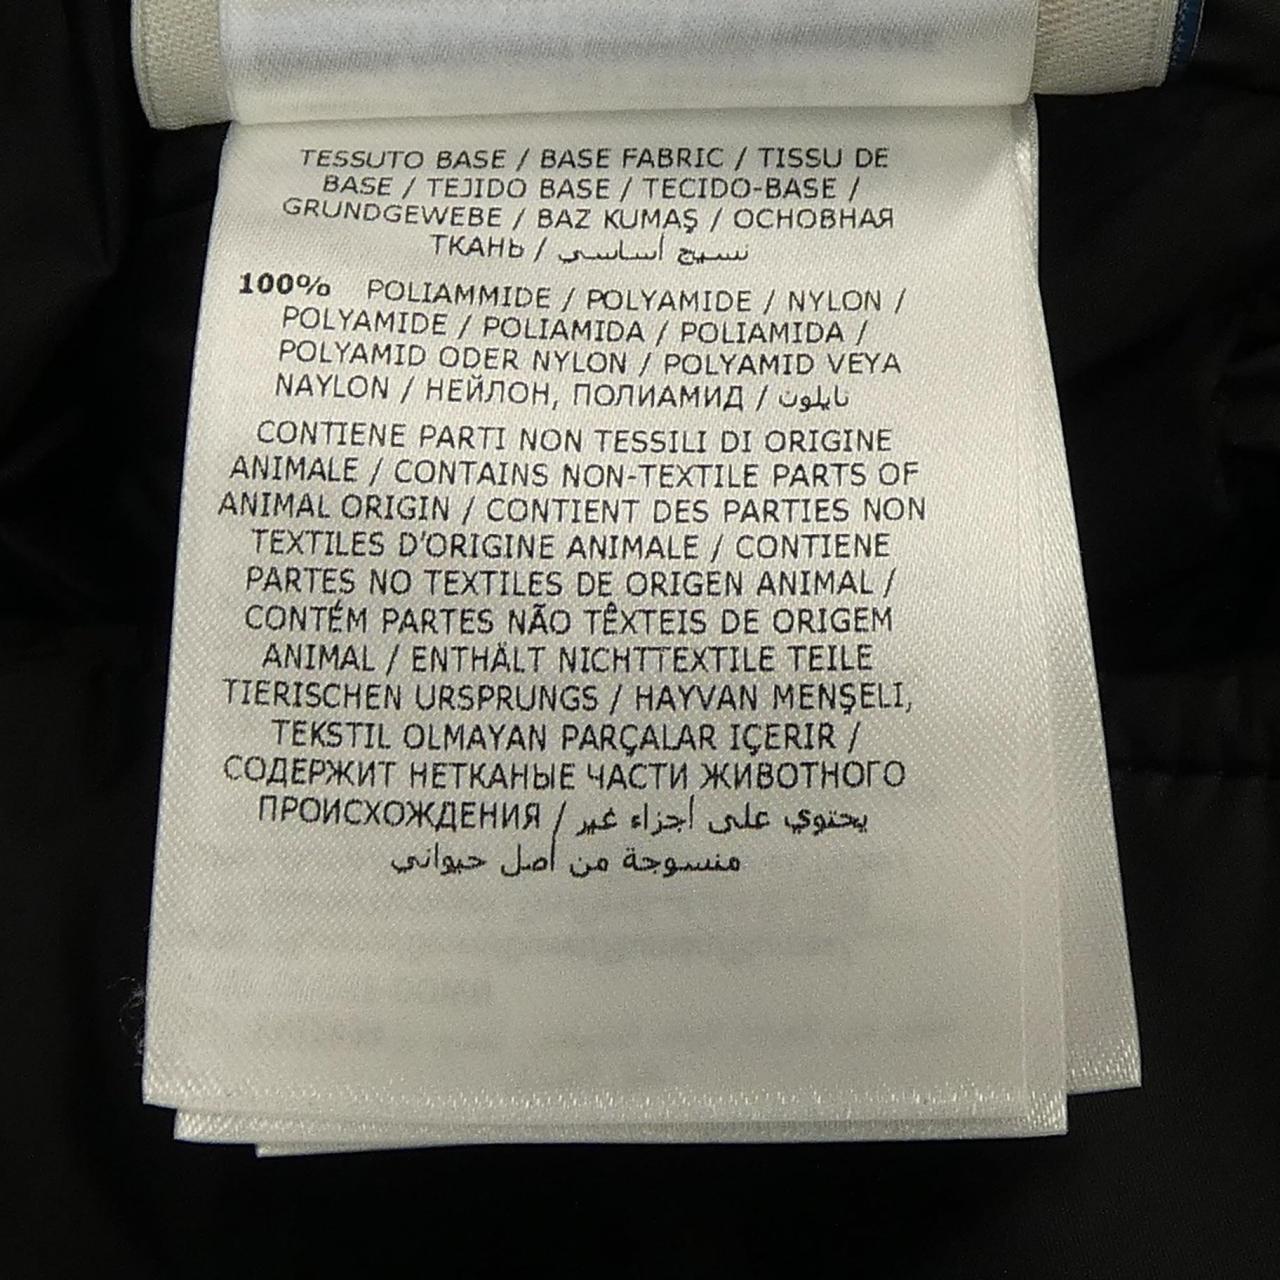 TESSUTO BASE / BASE FABRIC / TISSU DE
BASE / TEJIDO BASE / TECIDO-BASE /
GRUNDGEWEBE / BAZ KUMAŞ / ОСНОВНАЯ
ТКАНЬ / نسيج أساسي
100% POLIAMMIDE / POLYAMIDE / NYLON /
POLYAMIDE / POLIAMIDA / POLIAMIDA /
POLYAMID ODER NYLON / POLYAMID VEYA
NAYLON / НЕЙЛОН, ПОЛИАМИД / نايلون
CONTIENE PARTI NON TESSILI DI ORIGINE
ANIMALE / CONTAINS NON-TEXTILE PARTS OF
ANIMAL ORIGIN / CONTIENT DES PARTIES NON
TEXTILES D'ORIGINE ANIMALE / CONTIENE
PARTES NO TEXTILES DE ORIGEN ANIMAL /
CONTÉM PARTES NÃO TÊXTEIS DE ORIGEM
ANIMAL / ENTHÄLT NICHTTEXTILE TEILE
TIERISCHEN URSPRUNGS / HAYVAN MENŞELI,
TEKSTIL OLMAYAN PARÇALAR IÇERIR /
СОДЕРЖИТ НЕТКАНЫЕ ЧАСТИ ЖИВОТНОГО
ПРОИСХОЖДЕНИЯ / يحتوي على أجزاء غير
منسوجة من أصل حيواني